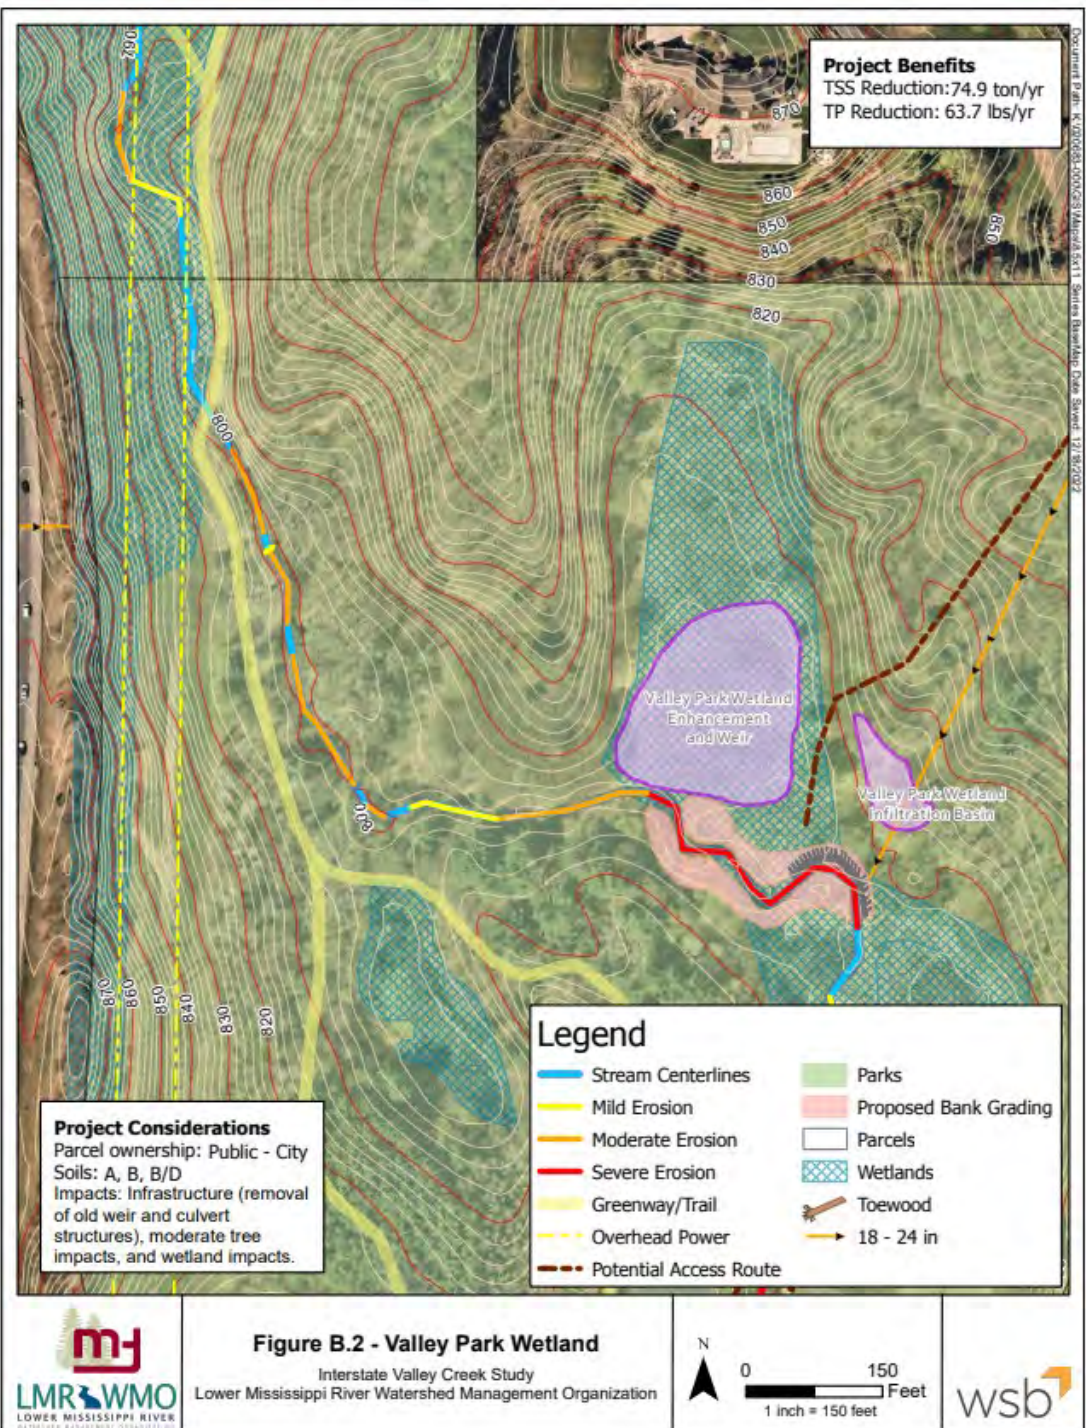 790
Project Benefits
TSS Reduction:74.9 ton/yr
TP Reduction: 63.7 lbs/yr
870
860
850
840
830
820
850
800
Valley Park Wetland
Enhancement
and Weir
Valley Park Wetland
Infiltration Basin
800
870
860
850
840
830
820
Legend
Stream Centerlines
Mild Erosion
Moderate Erosion
Severe Erosion
Greenway/Trail
Overhead Power
Potential Access Route
Parks
Proposed Bank Grading
Parcels
Wetlands
Toewood
18 - 24 in
Project Considerations
Parcel ownership: Public - City
Soils: A, B, B/D
Impacts: Infrastructure (removal
of old weir and culvert
structures), moderate tree
impacts, and wetland impacts.
LMR WMO
LOWER MISSISSIPPI RIVER
Figure B.2 - Valley Park Wetland
Interstate Valley Creek Study
Lower Mississippi River Watershed Management Organization
N
0 150
Feet
1 inch = 150 feet
wsb